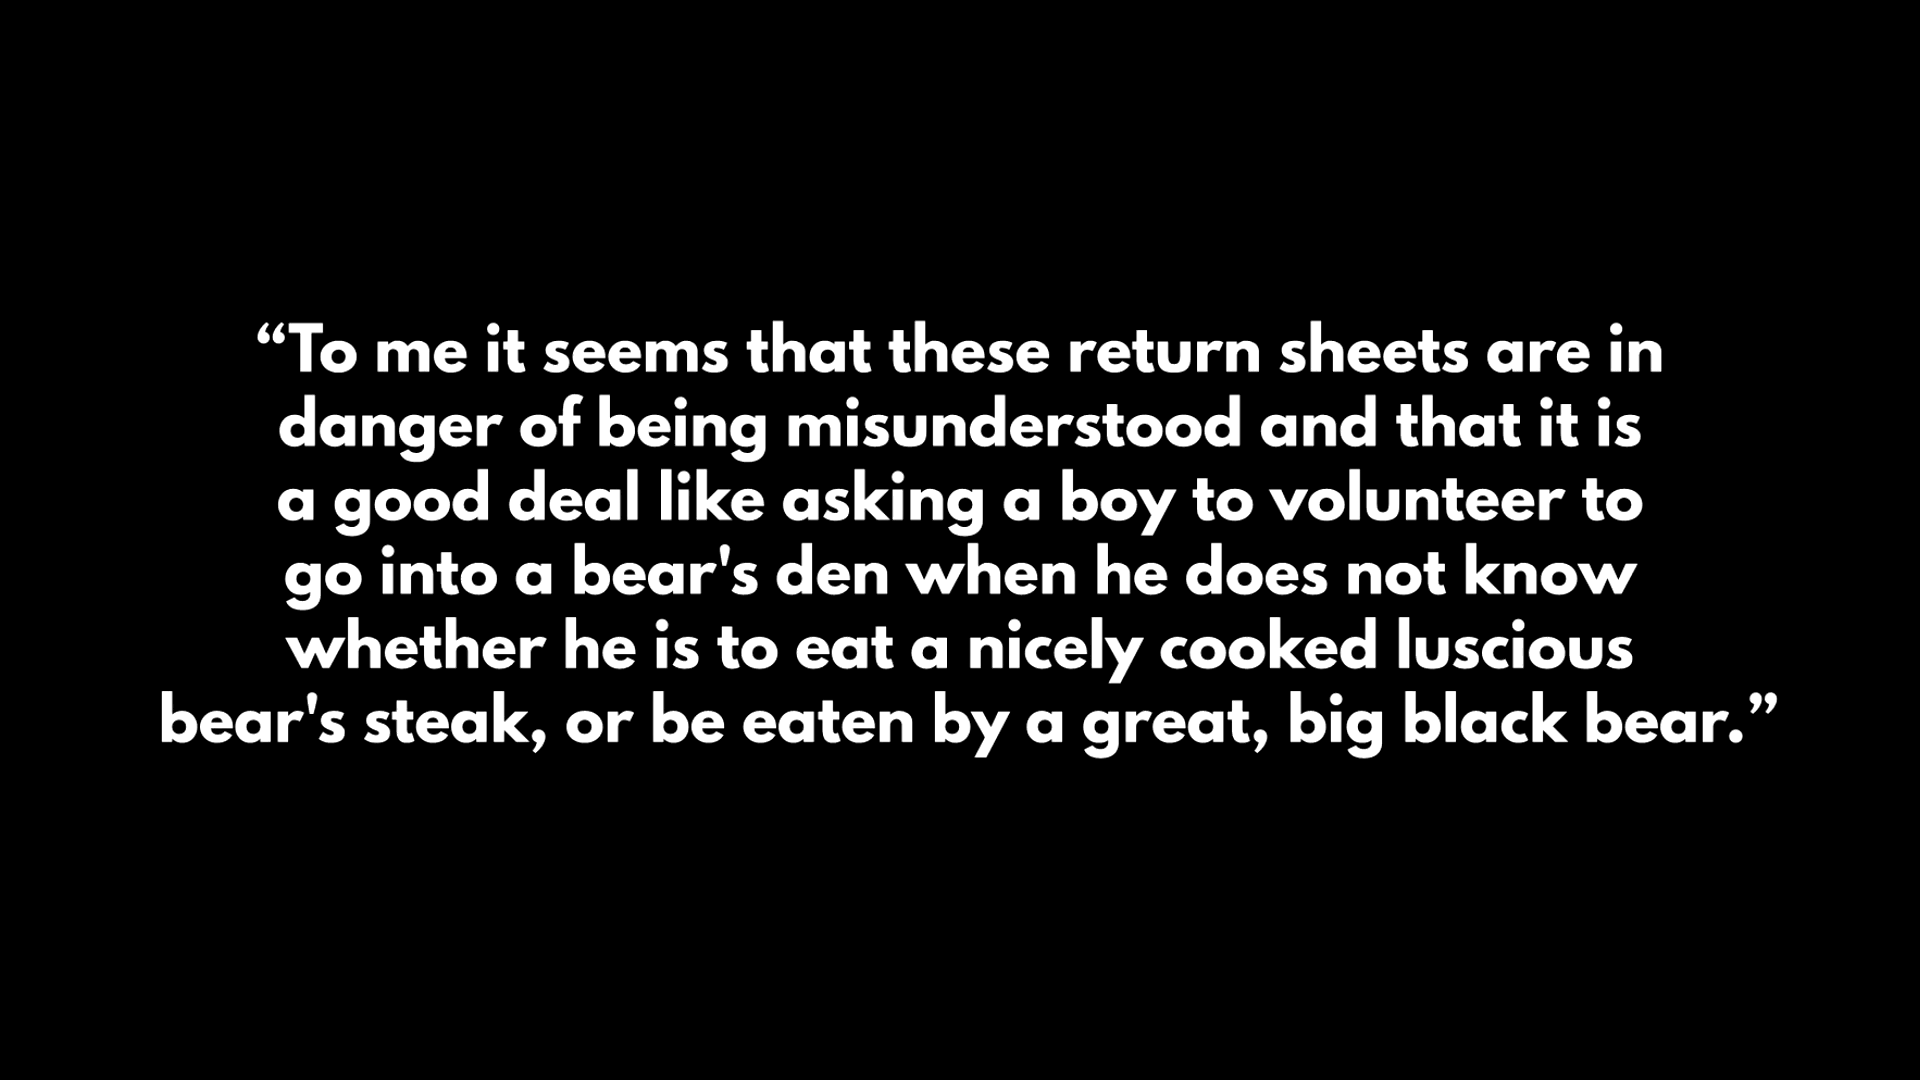 “To me it seems that these return sheets are in
danger of being misunderstood and that it is
a good deal like asking a boy to volunteer to
go into a bear's den when he does not know
whether he is to eat a nicely cooked luscious
bear's steak, or be eaten by a great, big black bear.”